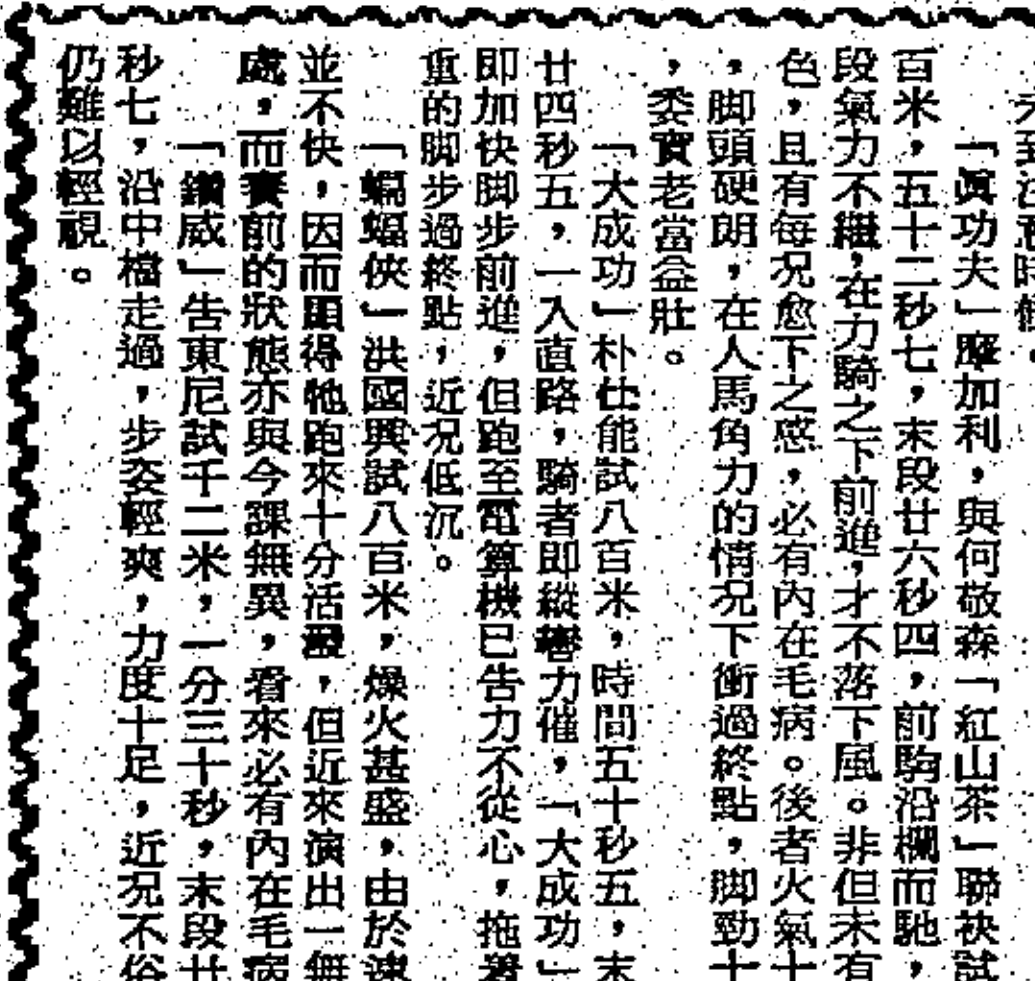 「眞功夫」摩加利，與何敬森「紅山茶」聯袂試
百米，五十二秒七，末段廿六秒四，前駒沿欄而馳，
段氣力不繼，在力騎之下前進，才不落下風。非但未有
色，且有每況愈下之感，必有內在毛病。後者火氣十
，脚頭硬朗，在人馬角力的情况下衝過終點，脚勁十
，委實老當益壯。
「大成功」朴仕能試八百米，時間五十秒五，末
廿四秒五，一入直路，騎者即縱轡力催，「大成功」
即加快脚步前進，但跑至電算機已告力不從心，拖着
重的脚步過終點，近况低沉。
「蝙蝠俠」洪國興試八百米，燥火甚盛，由於速
並不快，因而顯得牠跑來十分活潑，但近來演出一無
處，而賽前的狀態亦與今課無異，看來必有內在毛病
「鑽威」告東尼試千二米，一分三十秒，末段廿
秒七，沿中檔走過，步姿輕爽，力度十足，近况不俗
仍難以輕視。